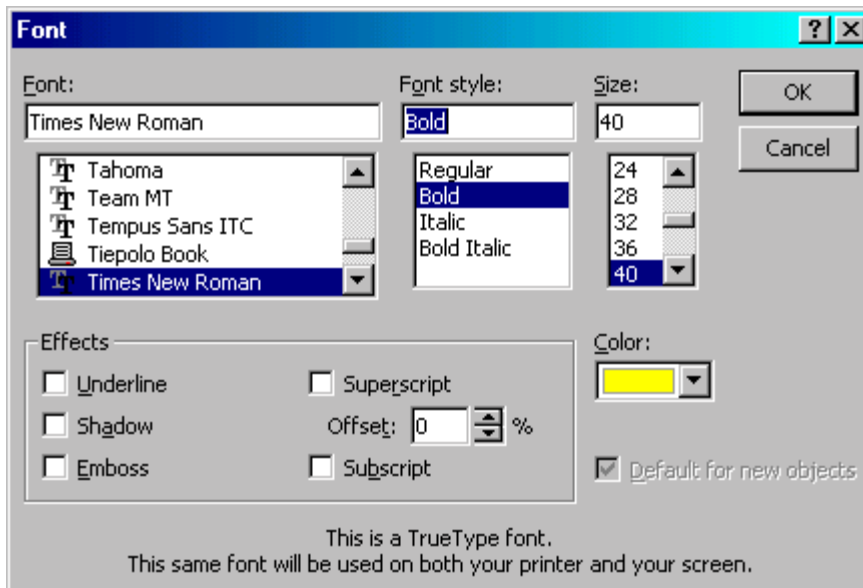 Font
Font: Font style: Size:
Times New Roman Bold 40 OK
Cancel
Tahoma Regular 24
Team MT Bold 28
Tempus Sans ITC Italic 32
Tiepolo Book Bold Italic 36
Times New Roman 40
Effects Color:
Underline Superscript
Shadow Offset: 0 %
Emboss Subscript Default for new objects
This is a TrueType font.
This same font will be used on both your printer and your screen.